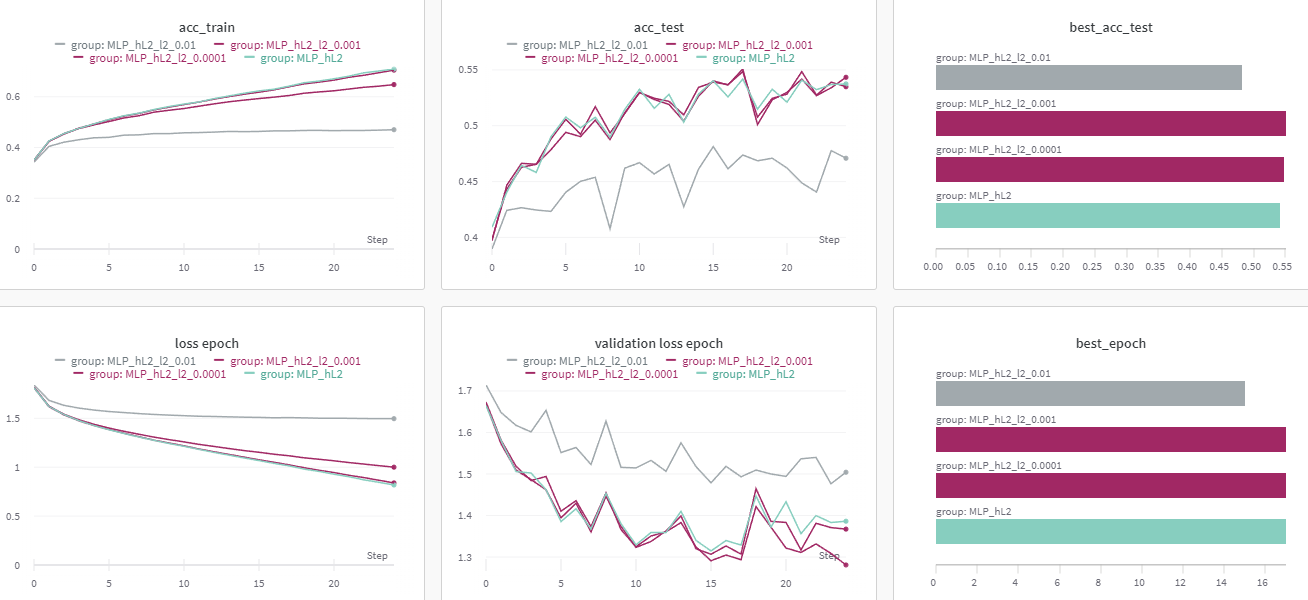 acc_train
group: MLP_hL2_l2_0.01 group: MLP_hL2_l2_0.001
group: MLP_hL2_l2_0.0001 group: MLP_hL2
0.6
0.4
0.2
0
Step
0 5 10 15 20
acc_test
group: MLP_hL2_l2_0.01 group: MLP_hL2_l2_0.001
group: MLP_hL2_l2_0.0001 group: MLP_hL2
0.55
0.5
0.45
0.4
Step
0 5 10 15 20
best_acc_test
group: MLP_hL2_l2_0.01
group: MLP_hL2_l2_0.001
group: MLP_hL2_l2_0.0001
group: MLP_hL2
0.00 0.05 0.10 0.15 0.20 0.25 0.30 0.35 0.40 0.45 0.50 0.55
loss epoch
group: MLP_hL2_l2_0.01 group: MLP_hL2_l2_0.001
group: MLP_hL2_l2_0.0001 group: MLP_hL2
1.5
1
0.5
0
Step
0 5 10 15 20
validation loss epoch
group: MLP_hL2_l2_0.01 group: MLP_hL2_l2_0.001
group: MLP_hL2_l2_0.0001 group: MLP_hL2
1.7
1.6
1.5
1.4
1.3
Step
0 5 10 15 20
best_epoch
group: MLP_hL2_l2_0.01
group: MLP_hL2_l2_0.001
group: MLP_hL2_l2_0.0001
group: MLP_hL2
0 2 4 6 8 10 12 14 16